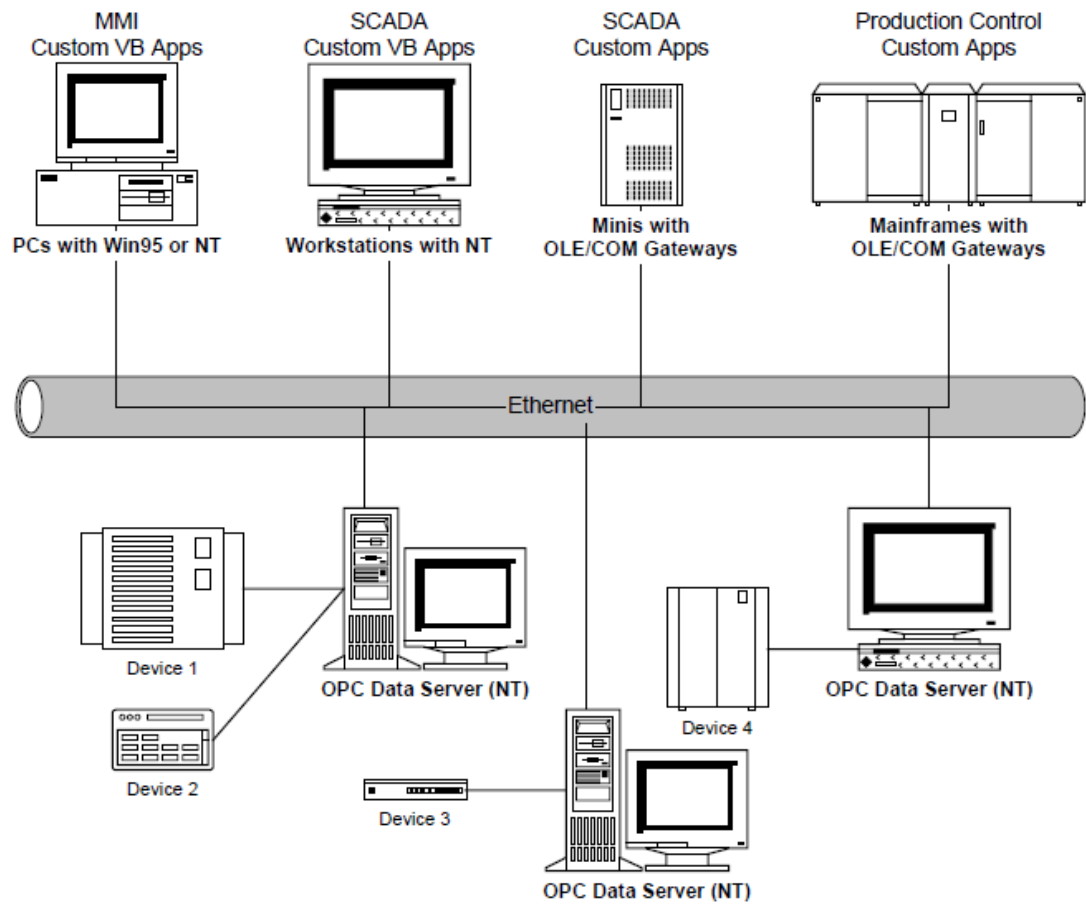 MMI
Custom VB Apps
SCADA
Custom VB Apps
SCADA
Custom Apps
Production Control
Custom Apps
PCs with Win95 or NT
Workstations with NT
Minis with
OLE/COM Gateways
Mainframes with
OLE/COM Gateways
Ethernet
Device 1
OPC Data Server (NT)
Device 2
Device 4
OPC Data Server (NT)
Device 3
OPC Data Server (NT)